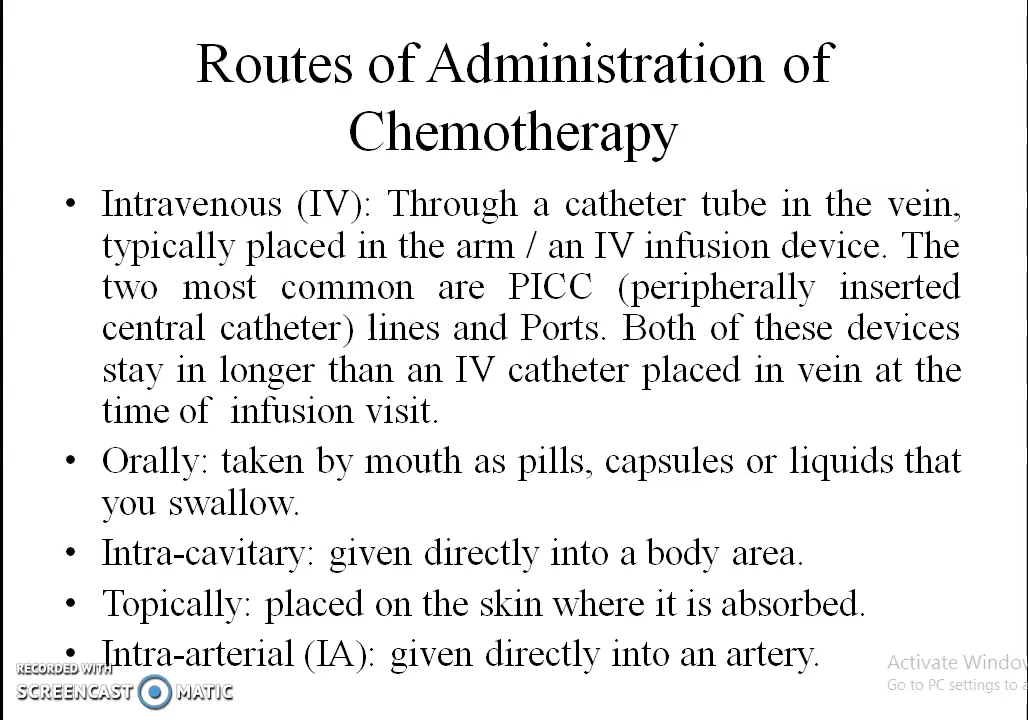 Routes of Administration of
Chemotherapy
• Intravenous (IV): Through a catheter tube in the vein,
typically placed in the arm / an IV infusion device. The
two most common are PICC (peripherally inserted
central catheter) lines and Ports. Both of these devices
stay in longer than an IV catheter placed in vein at the
time of infusion visit.
• Orally: taken by mouth as pills, capsules or liquids that
you swallow.
• Intra-cavitary: given directly into a body area.
• Topically: placed on the skin where it is absorbed.
• Intra-arterial (IA): given directly into an artery.
RECORDED WITH
SCREENCAST MATIC
Activate Windo
Go to PC settings to a